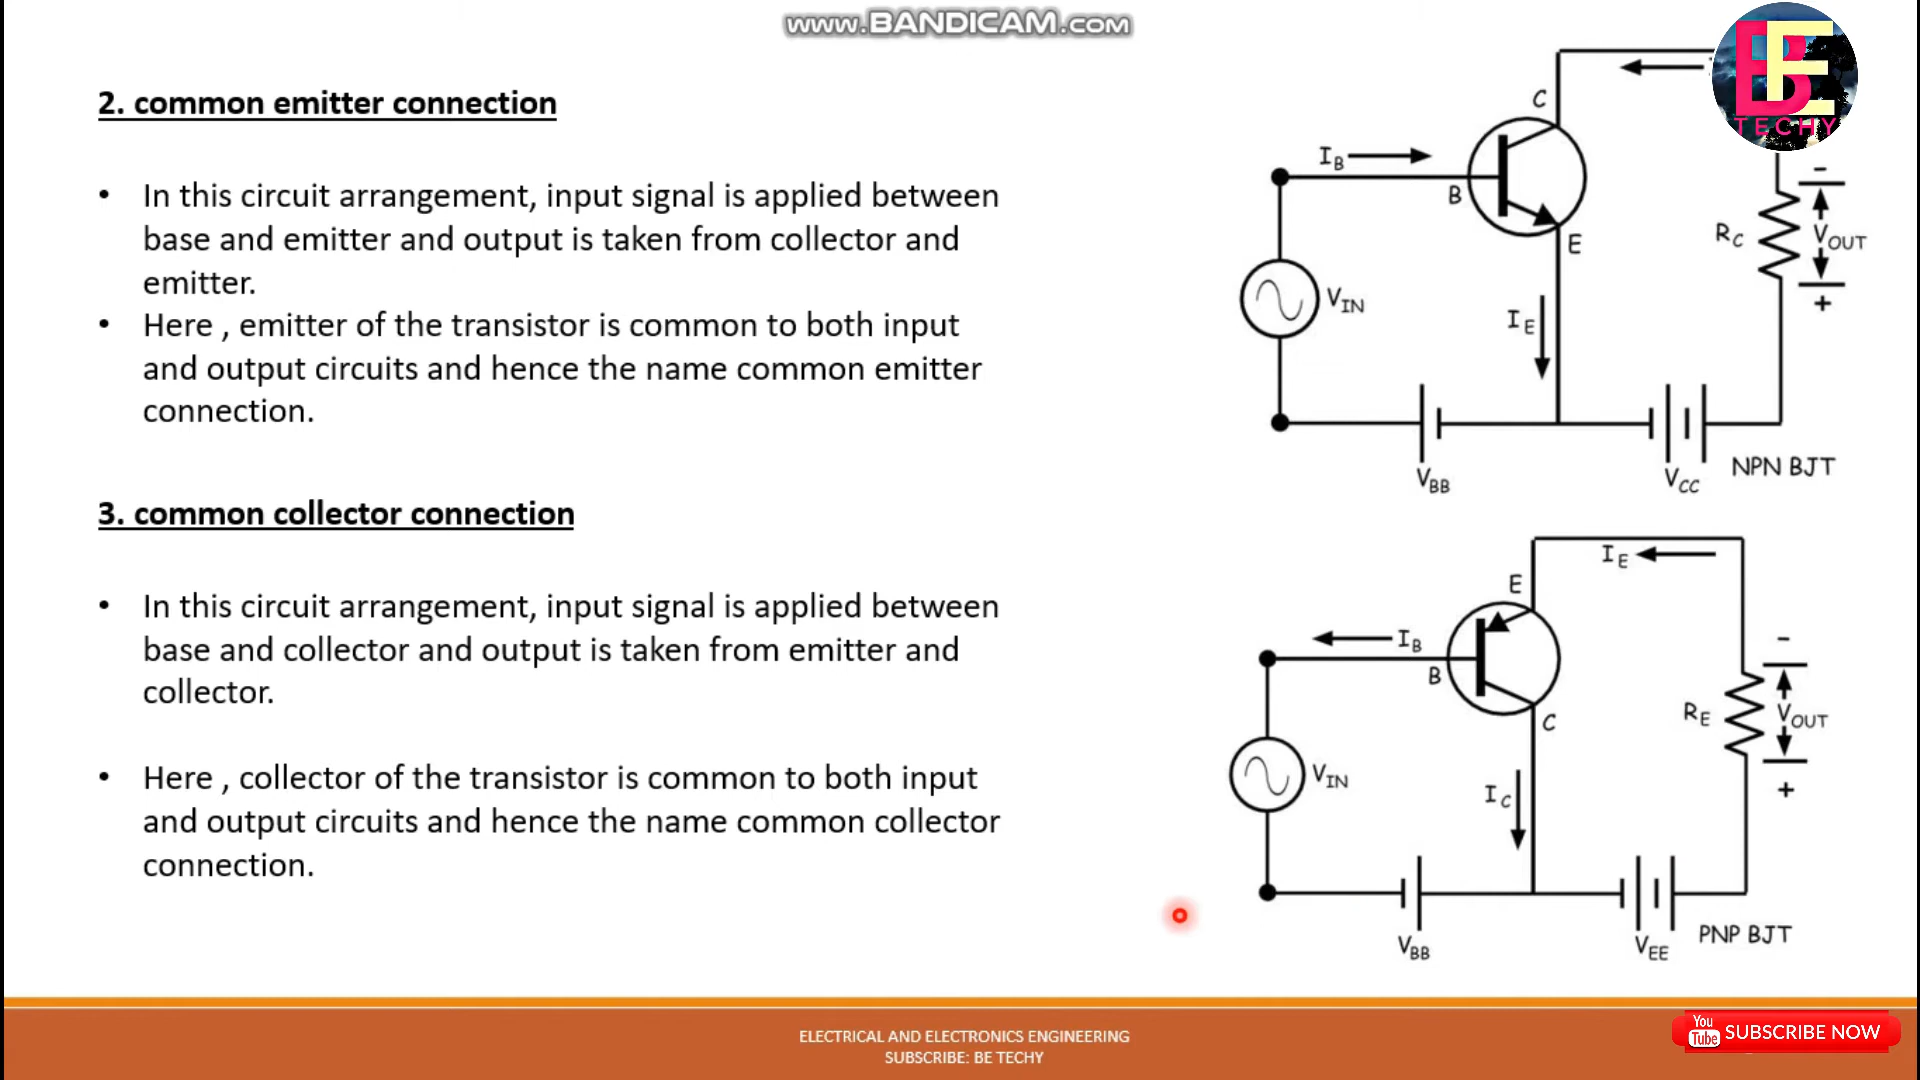 www.BANDICAM.com
BE
TECHY
2. common emitter connection
• In this circuit arrangement, input signal is applied between
base and emitter and output is taken from collector and
emitter.
• Here , emitter of the transistor is common to both input
and output circuits and hence the name common emitter
connection.
C
IB
B
E
VIN
IE
RC
-
VOUT
+
VBB
VCC
NPN BJT
3. common collector connection
• In this circuit arrangement, input signal is applied between
base and collector and output is taken from emitter and
collector.
• Here , collector of the transistor is common to both input
and output circuits and hence the name common collector
connection.
IE
E
IB
B
C
VIN
IC
RE
-
VOUT
+
VBB
VEE
PNP BJT
ELECTRICAL AND ELECTRONICS ENGINEERING
SUBSCRIBE: BE TECHY
You
Tube
SUBSCRIBE NOW